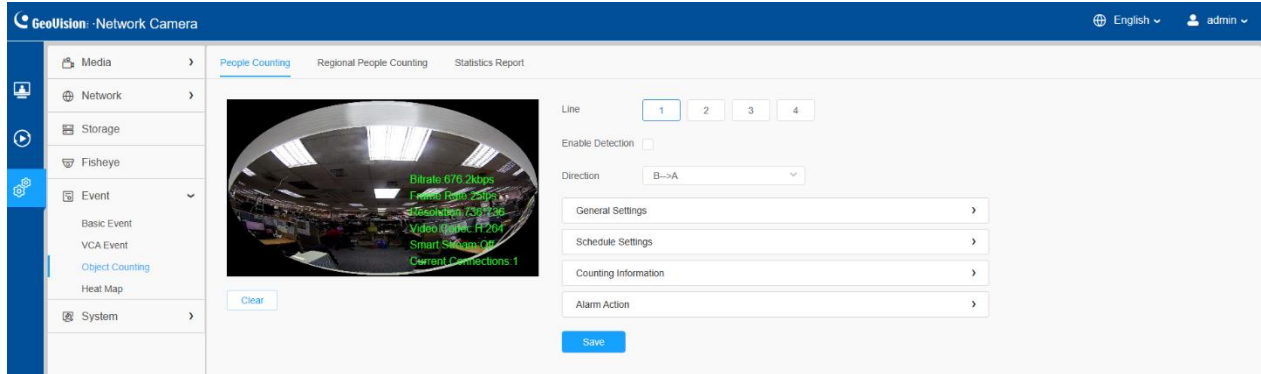 GeoVision: -Network Camera
English
admin
Media
Network
Storage
Fisheye
Event
Basic Event
VCA Event
Object Counting
Heat Map
System
People Counting Regional People Counting Statistics Report
Bitrate:676.2kbps
Frame Rate:25fps
Resolution:736*736
Video Codec:H.264
Smart Stream:Off
Current Connections:1
Clear
Line 1 2 3 4
Enable Detection
Direction B-->A
General Settings
Schedule Settings
Counting Information
Alarm Action
Save